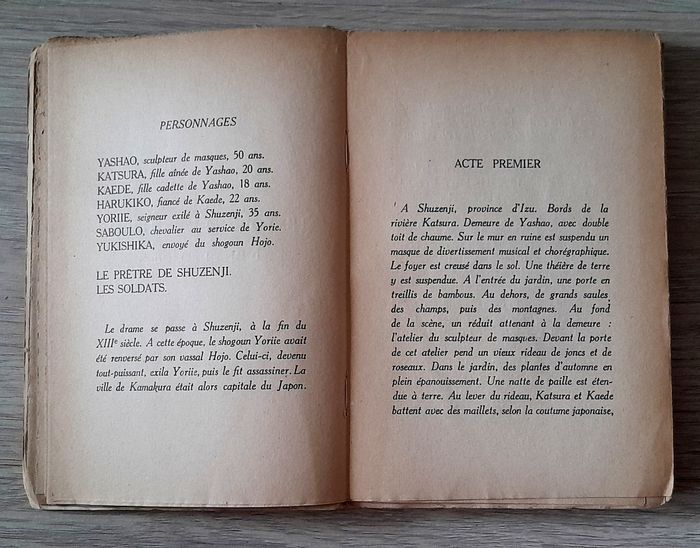 PERSONNAGES
YASHAO, sculpteur de masques, 50 ans.
KATSURA, fille aînée de Yashao, 20 ans.
KAEDE, fille cadette de Yashao, 18 ans.
HARUKIKO, fiancé de Kaede, 22 ans.
YORIIE, seigneur exilé à Shuzenji, 35 ans.
SABOULO, chevalier au service de Yorie.
YUKISHIKA, envoyé du shogoun Hojo.
LE PRÊTRE DE SHUZENJI.
LES SOLDATS.
Le drame se passe à Shuzenji, à la fin du
XIIIe siècle. A cette époque, le shogoun Yoriie avait
été renversé par son vassal Hojo. Celui-ci, devenu
tout-puissant, exila Yoriie, puis le fit assassiner. La
ville de Kamakura était alors capitale du Japon.
ACTE PREMIER
A Shuzenji, province d'Izu. Bords de la
rivière Katsura. Demeure de Yashao, avec double
toit de chaume. Sur le mur en ruine est suspendu un
masque de divertissement musical et chorégraphique.
Le foyer est creusé dans le sol. Une théière de terre
y est suspendue. A l'entrée du jardin, une porte en
treillis de bambous. Au dehors, de grands saules
des champs, puis des montagnes. Au fond
de la scène, un réduit attenant à la demeure :
l'atelier du sculpteur de masques. Devant la porte
de cet atelier pend un vieux rideau de joncs et de
roseaux. Dans le jardin, des plantes d'automne en
plein épanouissement. Une natte de paille est éten-
due à terre. Au lever du rideau, Katsura et Kaede
battent avec des maillets, selon la coutume japonaise,